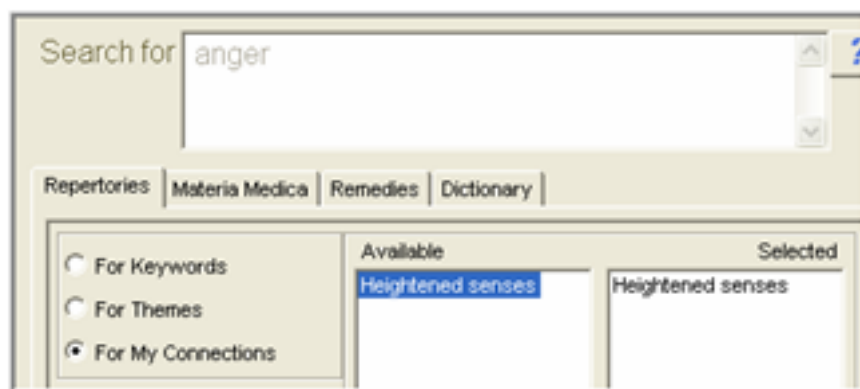 Search for anger ?
Repertories Materia Medica Remedies Dictionary
Available Selected
For Keywords
Heightened senses Heightened senses
For Themes
For My Connections